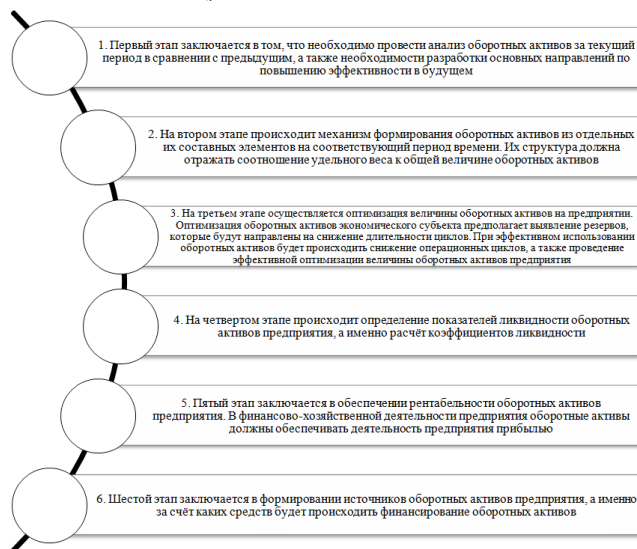 1. Первый этап заключается в том, что необходимо провести анализ оборотных активов за текущий
период в сравнении с предыдущим, а также необходимости разработки основных направлений по
повышению эффективности в будущем
2. На втором этапе происходит механизм формирования оборотных активов из отдельных
их составных элементов на соответствующий период времени. Их структура должна
отражать соотношение удельного веса к общей величине оборотных активов
3. На третьем этапе осуществляется оптимизация величины оборотных активов на предприятии.
Оптимизация оборотных активов экономического субъекта предполагает выявление резервов,
которые будут направлены на снижение длительности циклов. При эффективном использовании
оборотных активов будет происходить снижение операционных циклов, а также проведение
эффективной оптимизации величины оборотных активов предприятия
4. На четвертом этапе происходит определение показателей ликвидности оборотных
активов предприятия, а именно расчёт коэффициентов ликвидности
5. Пятый этап заключается в обеспечении рентабельности оборотных активов
предприятия. В финансово-хозяйственной деятельности предприятия оборотные активы
должны обеспечивать деятельность предприятия прибылью
6. Шестой этап заключается в формировании источников оборотных активов предприятия, а именно
за счёт каких средств будет происходить финансирование оборотных активов